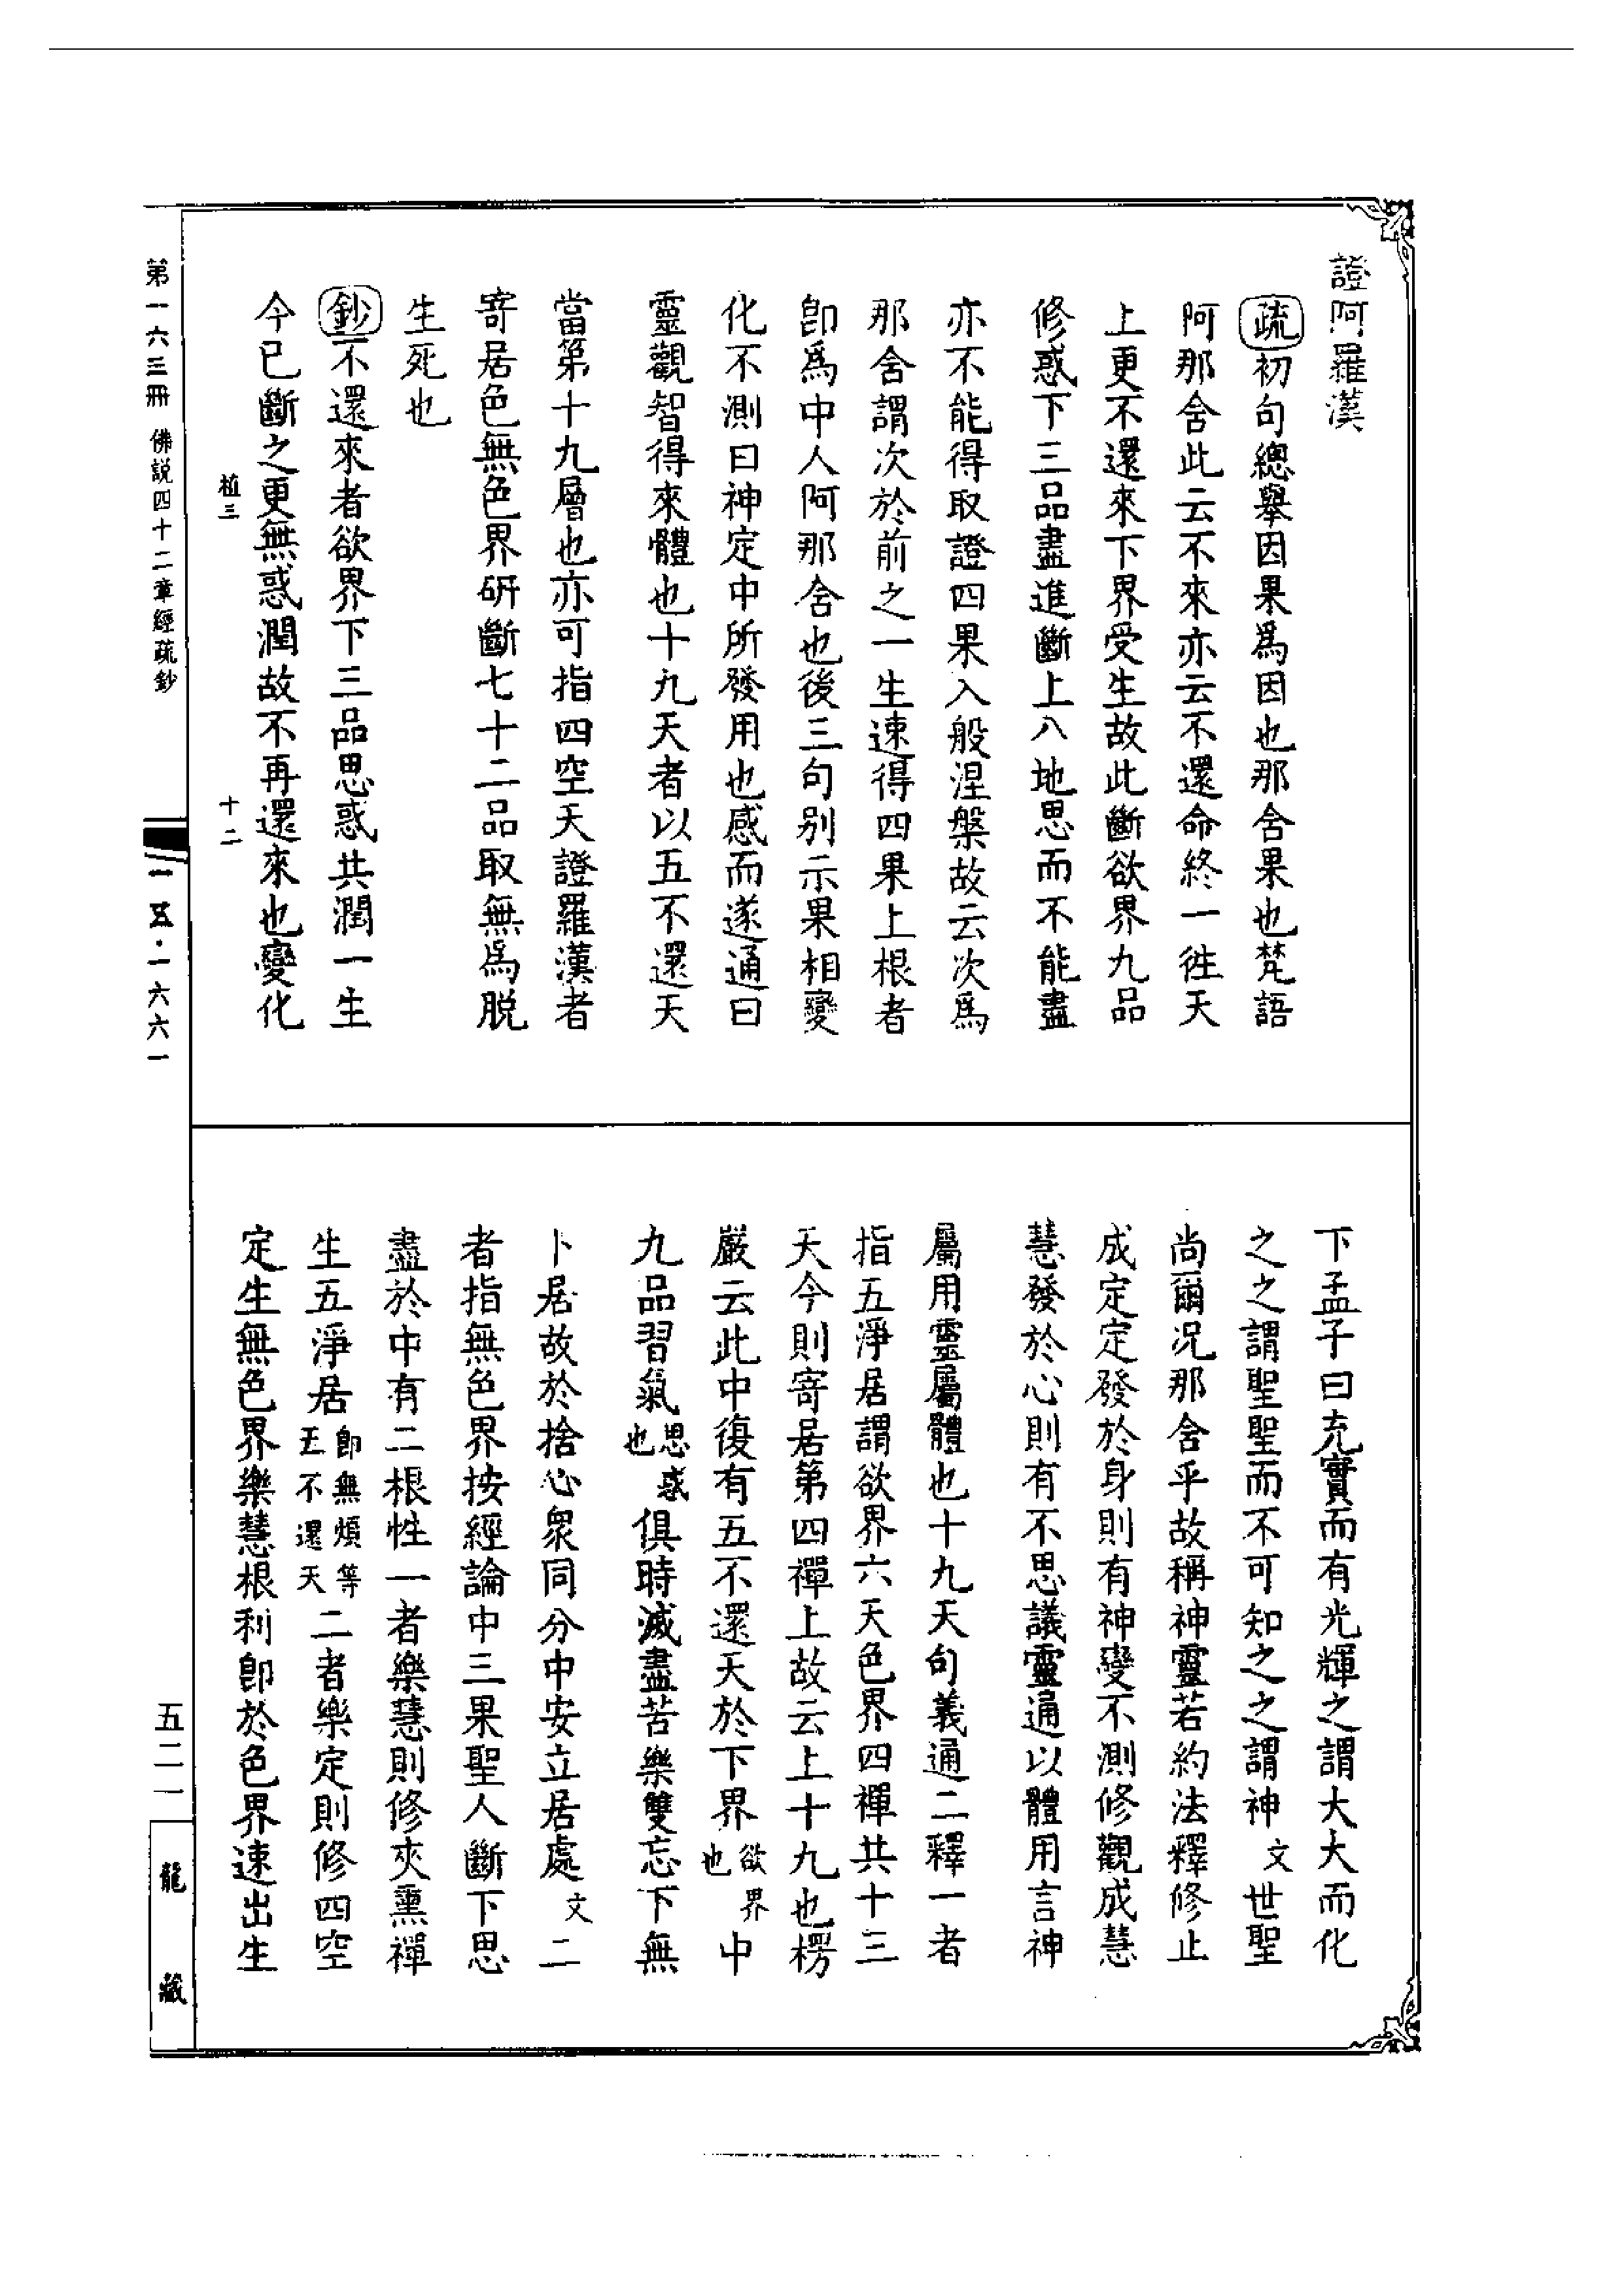 證阿羅漢
疏初句總舉因果為因也那含果也梵語
阿那含此云不來亦云不還命終一徃天
上更不還來下界受生故此斷欲界九品
修惑下三品盡進斷上八地思而不能盡
亦不能得取證四果入般涅槃故云次為
那含謂次於前之一生速得四果上根者
卽為中人阿那含也後三句別示果相變
化不測曰神定中所發用也感而遂通曰
靈觀智得來體也十九天者以五不還天
當第十九層也亦可指四空天證羅漢者
寄居色無色界研斷七十二品取無為脫
生死也
鈔不還來者欲界下三品思惑共潤一生
今已斷之更無惑潤故不再還來也變化
植三 十二
下孟子曰充實而有光輝之謂大大而化
之之謂聖聖而不可知之之謂神文世聖
尚爾况那含乎故稱神靈若約法釋修止
成定定發於身則有神變不測修觀成慧
慧發於心則有不思議靈通以體用言神
屬用靈屬體也十九天句義通二釋一者
指五淨居謂欲界六天色界四禪共十三
天今則寄居第四禪上故云上十九也楞
嚴云此中復有五不還天於下界欲界也中
九品習氣思惑也俱時滅盡苦樂雙忘下無
卜居故於捨心衆同分中安立居處文二
者指無色界按經論中三果聖人斷下思
盡於中有二根性一者樂慧則修夾熏禪
生五淨居卽無煩等五不還天二者樂定則修四空
定生無色界樂慧根利卽於色界速出生
第一六三冊 佛説四十二章經疏鈔
一五·一六六一
五二一
龍藏